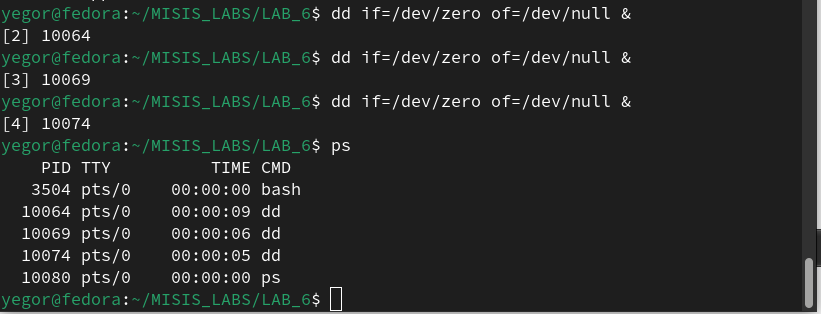 yegor@fedora:~/MISIS_LABS/LAB_6$ dd if=/dev/zero of=/dev/null &
[2] 10064
yegor@fedora:~/MISIS_LABS/LAB_6$ dd if=/dev/zero of=/dev/null &
[3] 10069
yegor@fedora:~/MISIS_LABS/LAB_6$ dd if=/dev/zero of=/dev/null &
[4] 10074
yegor@fedora:~/MISIS_LABS/LAB_6$ ps
    PID TTY          TIME CMD
   3504 pts/0    00:00:00 bash
  10064 pts/0    00:00:09 dd
  10069 pts/0    00:00:06 dd
  10074 pts/0    00:00:05 dd
  10080 pts/0    00:00:00 ps
yegor@fedora:~/MISIS_LABS/LAB_6$